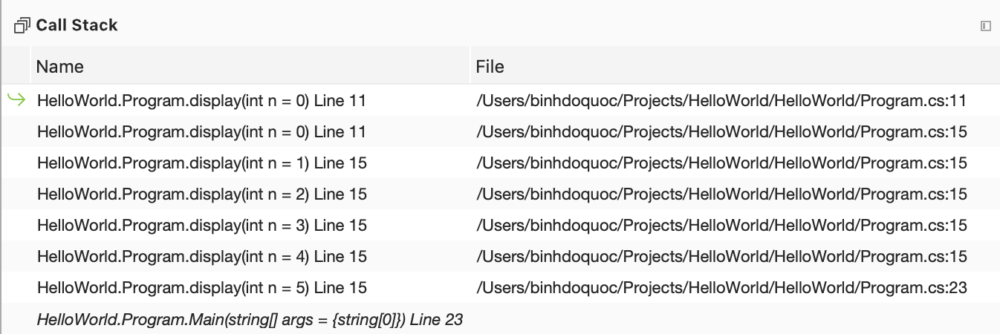 Call Stack
Name File
HelloWorld.Program.display(int n = 0) Line 11 /Users/binhdoquoc/Projects/HelloWorld/HelloWorld/Program.cs:11
HelloWorld.Program.display(int n = 0) Line 11 /Users/binhdoquoc/Projects/HelloWorld/HelloWorld/Program.cs:15
HelloWorld.Program.display(int n = 1) Line 15 /Users/binhdoquoc/Projects/HelloWorld/HelloWorld/Program.cs:15
HelloWorld.Program.display(int n = 2) Line 15 /Users/binhdoquoc/Projects/HelloWorld/HelloWorld/Program.cs:15
HelloWorld.Program.display(int n = 3) Line 15 /Users/binhdoquoc/Projects/HelloWorld/HelloWorld/Program.cs:15
HelloWorld.Program.display(int n = 4) Line 15 /Users/binhdoquoc/Projects/HelloWorld/HelloWorld/Program.cs:15
HelloWorld.Program.display(int n = 5) Line 15 /Users/binhdoquoc/Projects/HelloWorld/HelloWorld/Program.cs:23
HelloWorld.Program.Main(string[] args = {string[0]}) Line 23